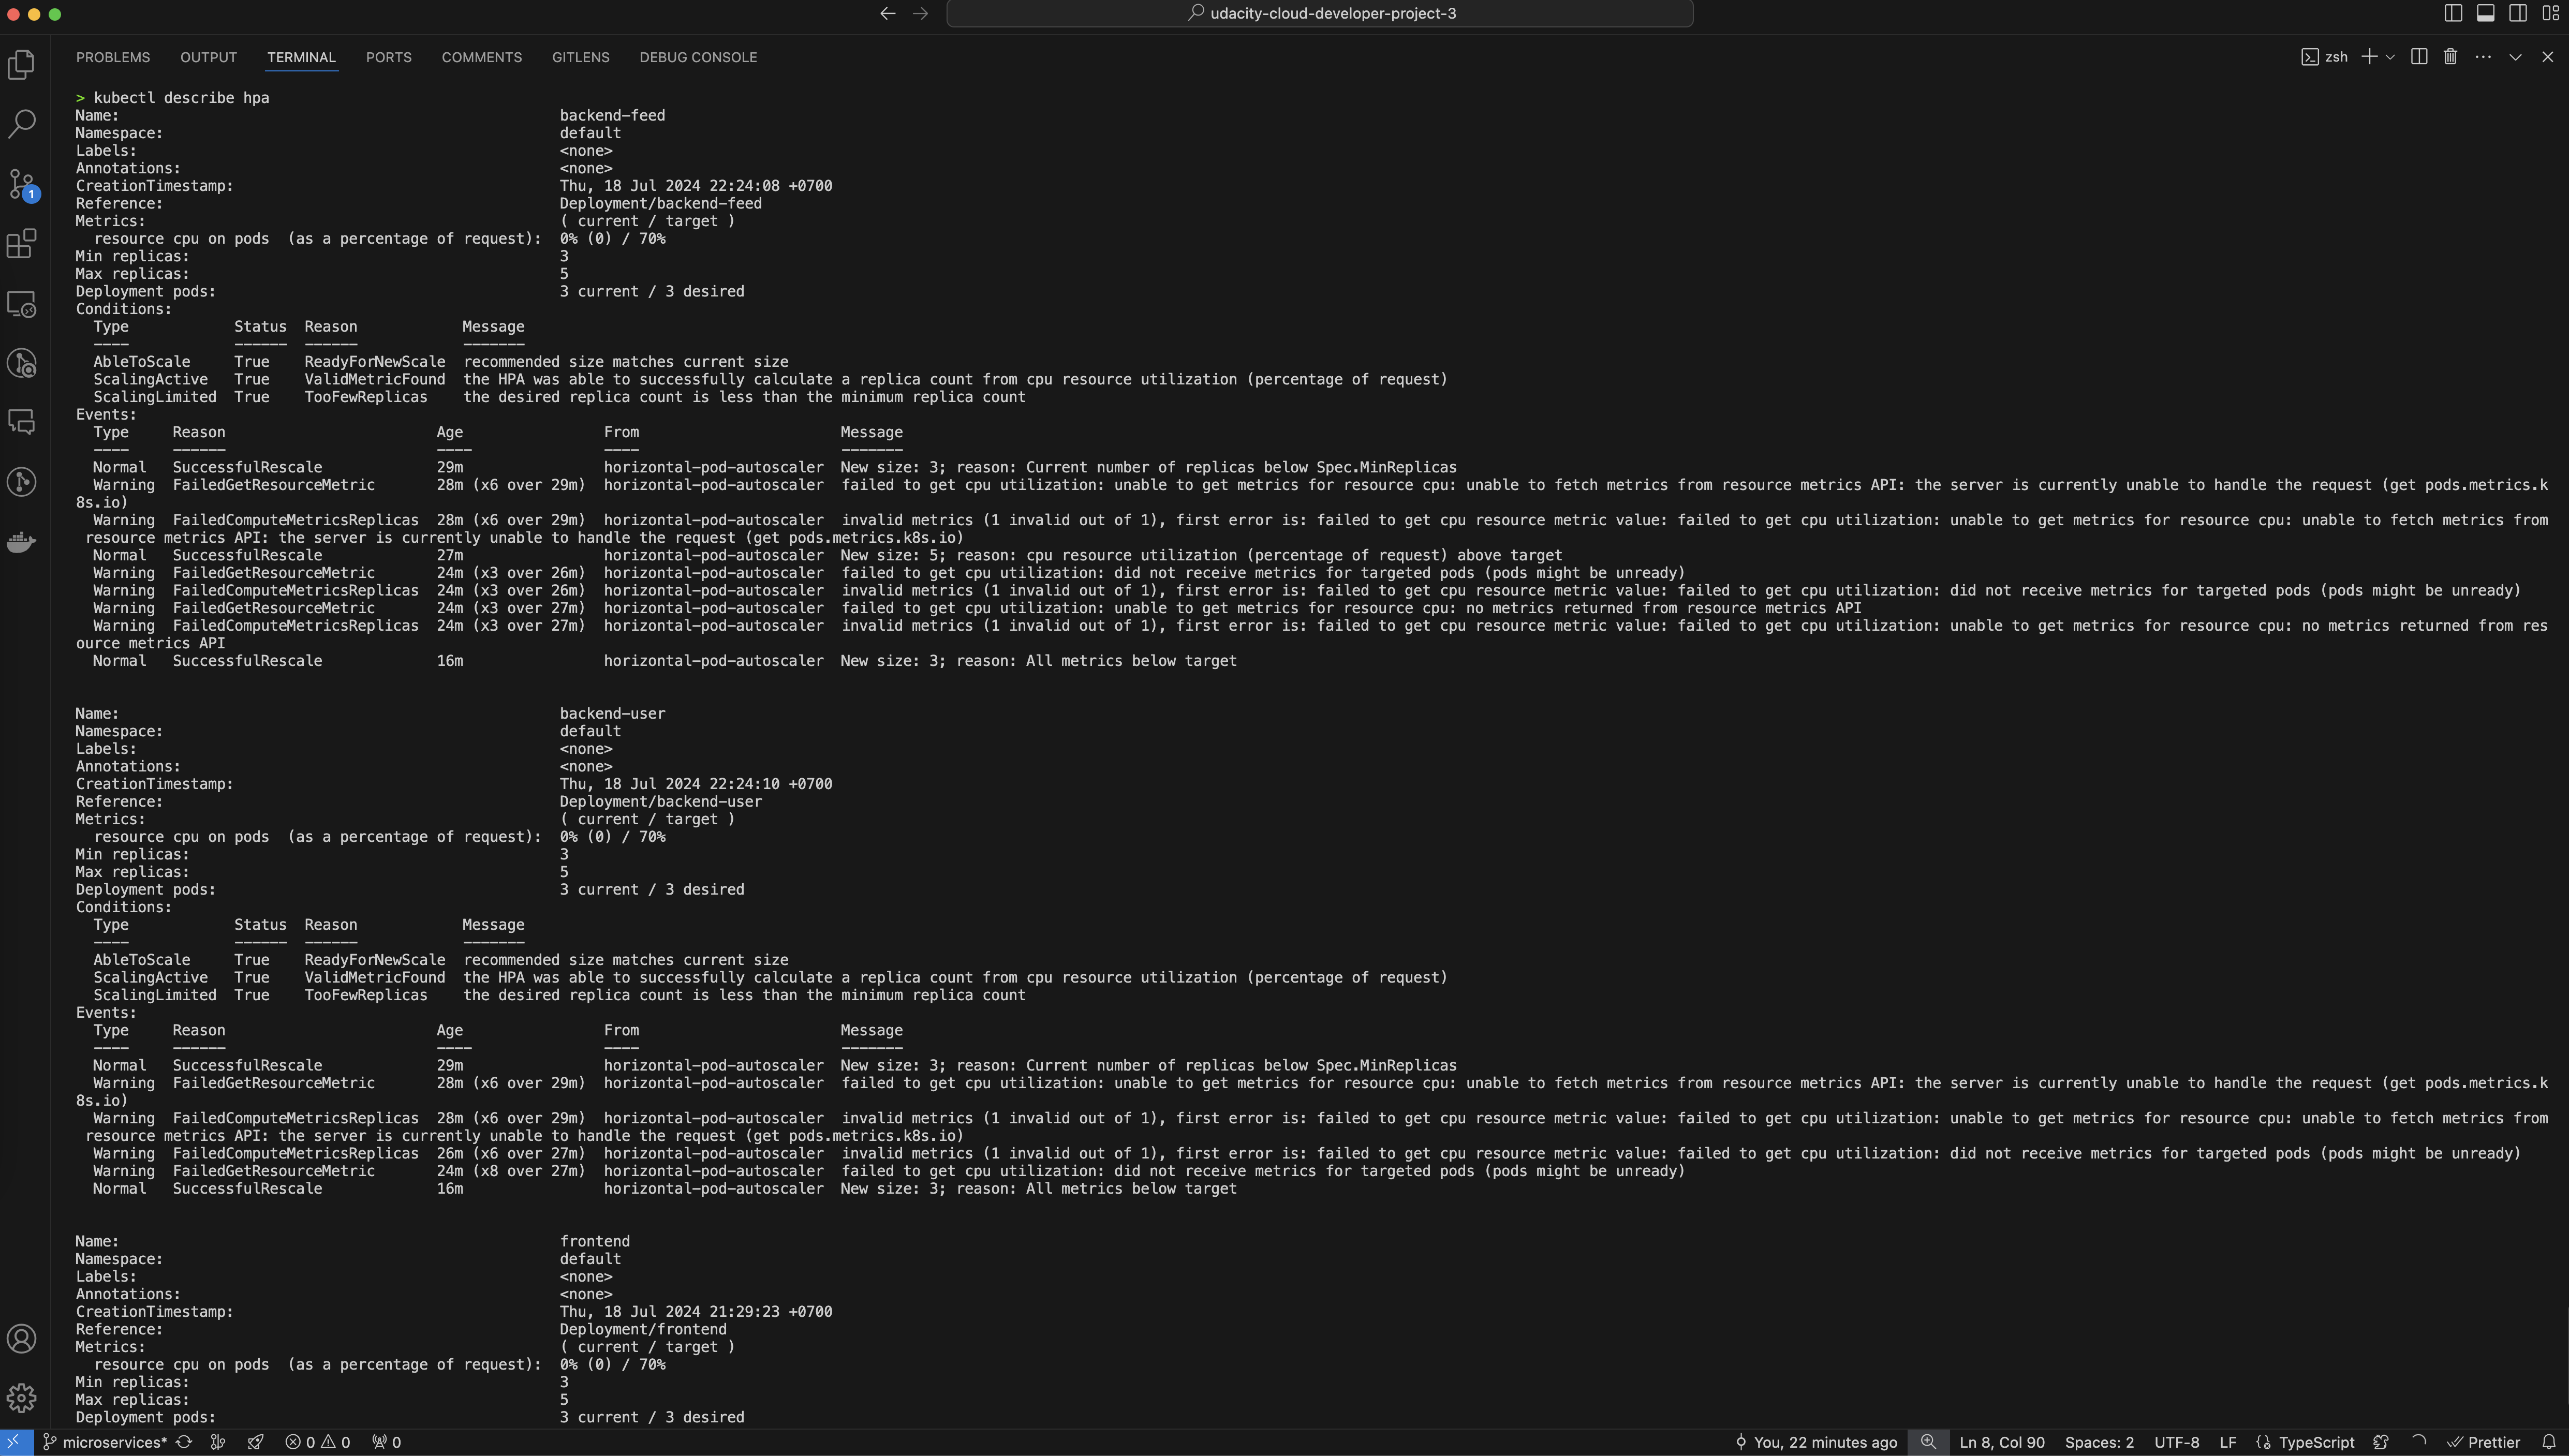 udacity-cloud-developer-project-3
PROBLEMS OUTPUT TERMINAL PORTS COMMENTS GITLENS DEBUG CONSOLE zsh
> kubectl describe hpa
Name: backend-feed
Namespace: default
Labels: <none>
Annotations: <none>
CreationTimestamp: Thu, 18 Jul 2024 22:24:08 +0700
Reference: Deployment/backend-feed
Metrics: ( current / target )
resource cpu on pods (as a percentage of request): 0% (0) / 70%
Min replicas: 3
Max replicas: 5
Deployment pods: 3 current / 3 desired
Conditions:
Type Status Reason Message
---- ------ ------ -------
AbleToScale True ReadyForNewScale recommended size matches current size
ScalingActive True ValidMetricFound the HPA was able to successfully calculate a replica count from cpu resource utilization (percentage of request)
ScalingLimited True TooFewReplicas the desired replica count is less than the minimum replica count
Events:
Type Reason Age From Message
---- ------ ---- ---- -------
Normal SuccessfulRescale 29m horizontal-pod-autoscaler New size: 3; reason: Current number of replicas below Spec.MinReplicas
Warning FailedGetResourceMetric 28m (x6 over 29m) horizontal-pod-autoscaler failed to get cpu utilization: unable to get metrics for resource cpu: unable to fetch metrics from resource metrics API: the server is currently unable to handle the request (get pods.metrics.k
8s.io)
Warning FailedComputeMetricsReplicas 28m (x6 over 29m) horizontal-pod-autoscaler invalid metrics (1 invalid out of 1), first error is: failed to get cpu resource metric value: failed to get cpu utilization: unable to get metrics for resource cpu: unable to fetch metrics from
resource metrics API: the server is currently unable to handle the request (get pods.metrics.k8s.io)
Normal SuccessfulRescale 27m horizontal-pod-autoscaler New size: 5; reason: cpu resource utilization (percentage of request) above target
Warning FailedGetResourceMetric 24m (x3 over 26m) horizontal-pod-autoscaler failed to get cpu utilization: did not receive metrics for targeted pods (pods might be unready)
Warning FailedComputeMetricsReplicas 24m (x3 over 26m) horizontal-pod-autoscaler invalid metrics (1 invalid out of 1), first error is: failed to get cpu resource metric value: failed to get cpu utilization: did not receive metrics for targeted pods (pods might be unready)
Warning FailedGetResourceMetric 24m (x3 over 27m) horizontal-pod-autoscaler failed to get cpu utilization: unable to get metrics for resource cpu: no metrics returned from resource metrics API
Warning FailedComputeMetricsReplicas 24m (x3 over 27m) horizontal-pod-autoscaler invalid metrics (1 invalid out of 1), first error is: failed to get cpu resource metric value: failed to get cpu utilization: unable to get metrics for resource cpu: no metrics returned from res
ource metrics API
Normal SuccessfulRescale 16m horizontal-pod-autoscaler New size: 3; reason: All metrics below target
Name: backend-user
Namespace: default
Labels: <none>
Annotations: <none>
CreationTimestamp: Thu, 18 Jul 2024 22:24:10 +0700
Reference: Deployment/backend-user
Metrics: ( current / target )
resource cpu on pods (as a percentage of request): 0% (0) / 70%
Min replicas: 3
Max replicas: 5
Deployment pods: 3 current / 3 desired
Conditions:
Type Status Reason Message
---- ------ ------ -------
AbleToScale True ReadyForNewScale recommended size matches current size
ScalingActive True ValidMetricFound the HPA was able to successfully calculate a replica count from cpu resource utilization (percentage of request)
ScalingLimited True TooFewReplicas the desired replica count is less than the minimum replica count
Events:
Type Reason Age From Message
---- ------ ---- ---- -------
Normal SuccessfulRescale 29m horizontal-pod-autoscaler New size: 3; reason: Current number of replicas below Spec.MinReplicas
Warning FailedGetResourceMetric 28m (x6 over 29m) horizontal-pod-autoscaler failed to get cpu utilization: unable to get metrics for resource cpu: unable to fetch metrics from resource metrics API: the server is currently unable to handle the request (get pods.metrics.k
8s.io)
Warning FailedComputeMetricsReplicas 28m (x6 over 29m) horizontal-pod-autoscaler invalid metrics (1 invalid out of 1), first error is: failed to get cpu resource metric value: failed to get cpu utilization: unable to get metrics for resource cpu: unable to fetch metrics from
resource metrics API: the server is currently unable to handle the request (get pods.metrics.k8s.io)
Warning FailedComputeMetricsReplicas 26m (x6 over 27m) horizontal-pod-autoscaler invalid metrics (1 invalid out of 1), first error is: failed to get cpu resource metric value: failed to get cpu utilization: did not receive metrics for targeted pods (pods might be unready)
Warning FailedGetResourceMetric 24m (x8 over 27m) horizontal-pod-autoscaler failed to get cpu utilization: did not receive metrics for targeted pods (pods might be unready)
Normal SuccessfulRescale 16m horizontal-pod-autoscaler New size: 3; reason: All metrics below target
Name: frontend
Namespace: default
Labels: <none>
Annotations: <none>
CreationTimestamp: Thu, 18 Jul 2024 21:29:23 +0700
Reference: Deployment/frontend
Metrics: ( current / target )
resource cpu on pods (as a percentage of request): 0% (0) / 70%
Min replicas: 3
Max replicas: 5
Deployment pods: 3 current / 3 desired
1
microservices* 0 0 0 You, 22 minutes ago Ln 8, Col 90 Spaces: 2 UTF-8 LF TypeScript Prettier